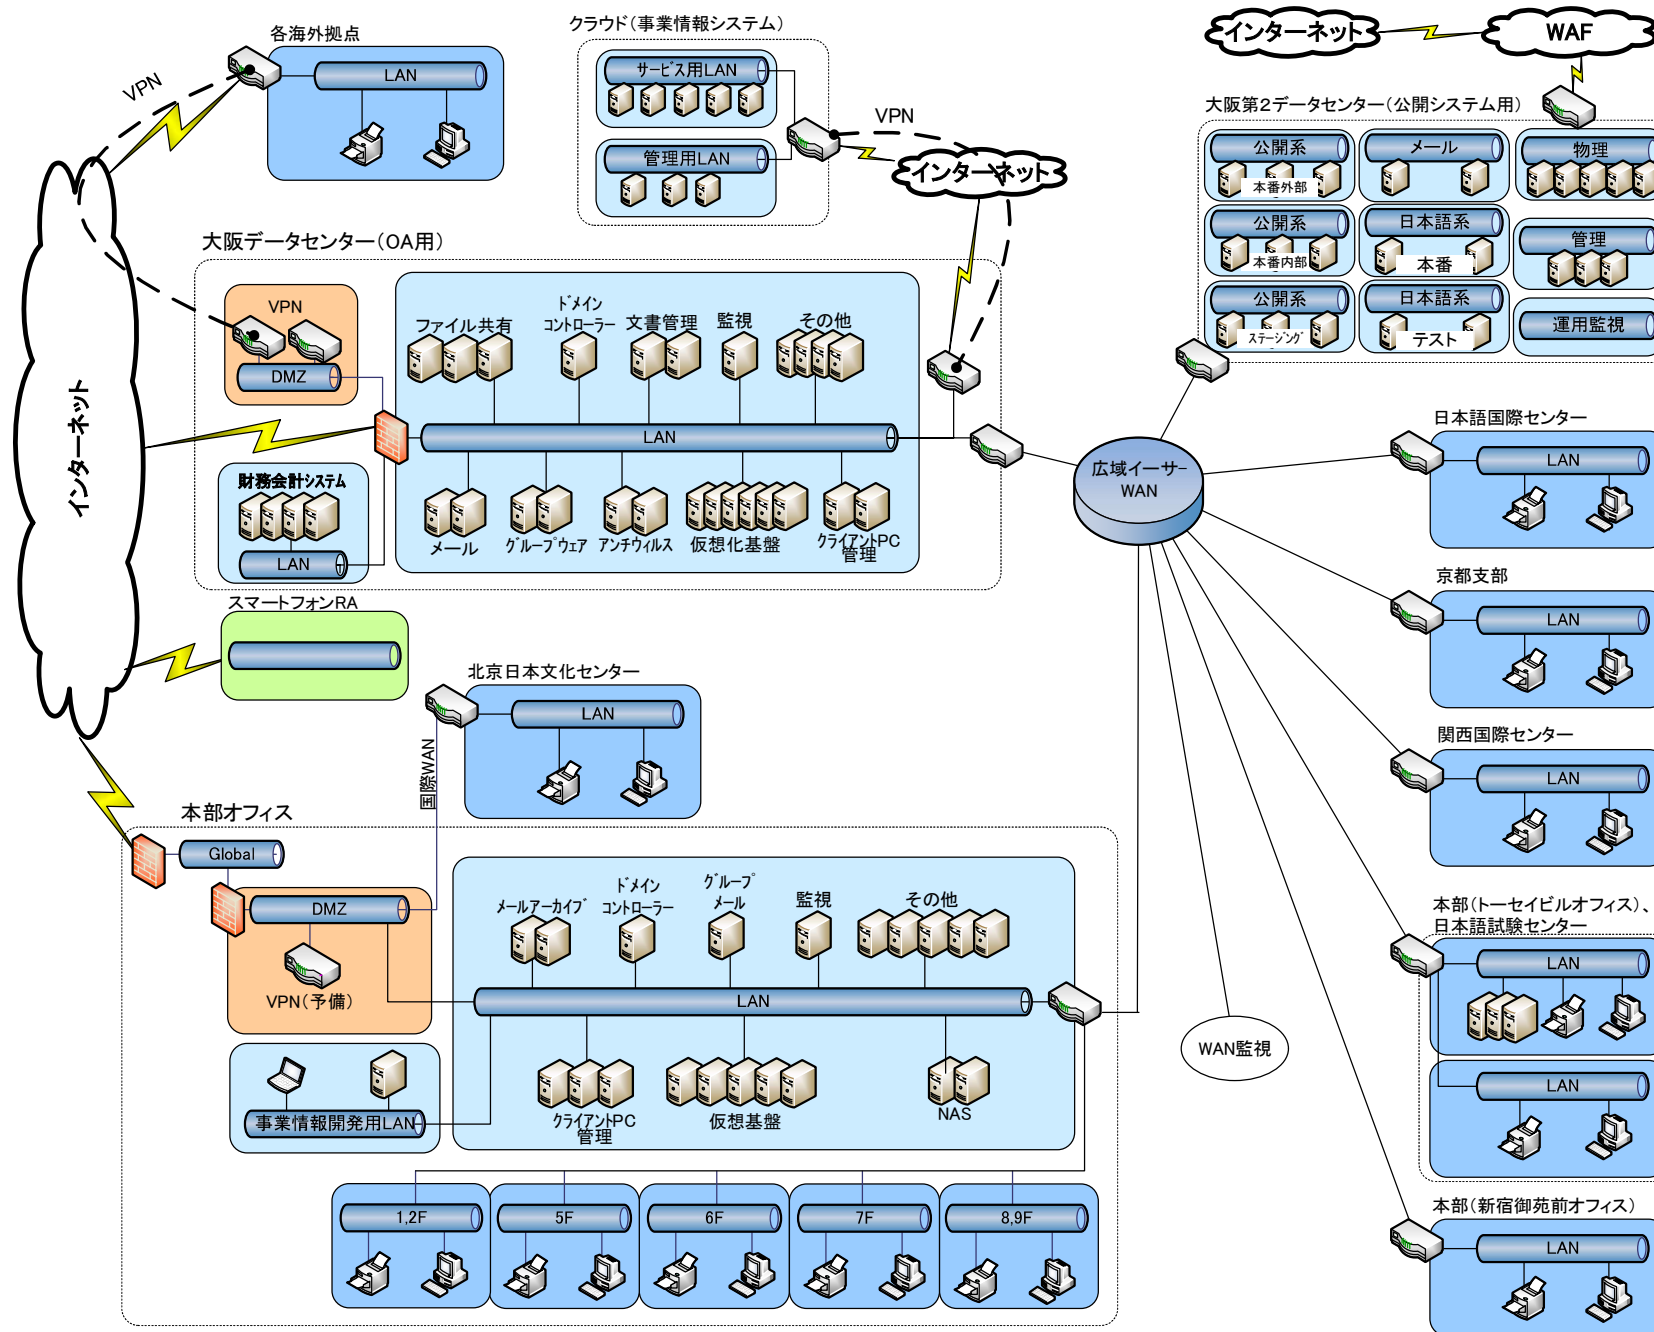 各海外拠点
LAN
VPN
インターネット
クラウド(事業情報システム)
サービス用LAN
管理用LAN
VPN
インターネット
インターネット
WAF
大阪第2データセンター(公開システム用)
公開系
本番外部
メール
物理
公開系
本番内部
日本語系
本番
管理
公開系
ステージング
日本語系
テスト
運用監視
大阪データセンター(OA用)
VPN
DMZ
ファイル共有
ドメイン
コントローラー
文書管理
監視
その他
LAN
メール
グループウェア
アンチウィルス
仮想化基盤
クライアントPC
管理
財務会計システム
LAN
スマートフォンRA
広域イーサー
WAN
北京日本文化センター
LAN
国際WAN
本部オフィス
Global
DMZ
VPN(予備)
メールアーカイブ
ドメイン
コントローラー
グループ
メール
監視
その他
LAN
クライアントPC
管理
仮想基盤
NAS
事業情報開発用LAN
1,2F
5F
6F
7F
8,9F
WAN監視
日本語国際センター
LAN
京都支部
LAN
関西国際センター
LAN
本部(トーセイビルオフィス)、
日本語試験センター
LAN
LAN
本部(新宿御苑前オフィス)
LAN